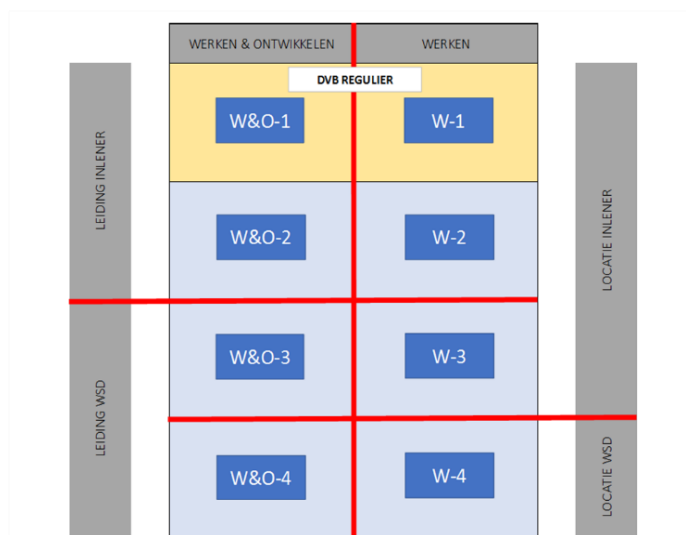 WERKEN & ONTWIKKELEN
WERKEN
DVB REGULIER
W&O-1
W-1
LEIDING INLENER
W&O-2
W-2
LOCATIE INLENER
W&O-3
W-3
LEIDING WSD
W&O-4
W-4
LOCATIE WSD